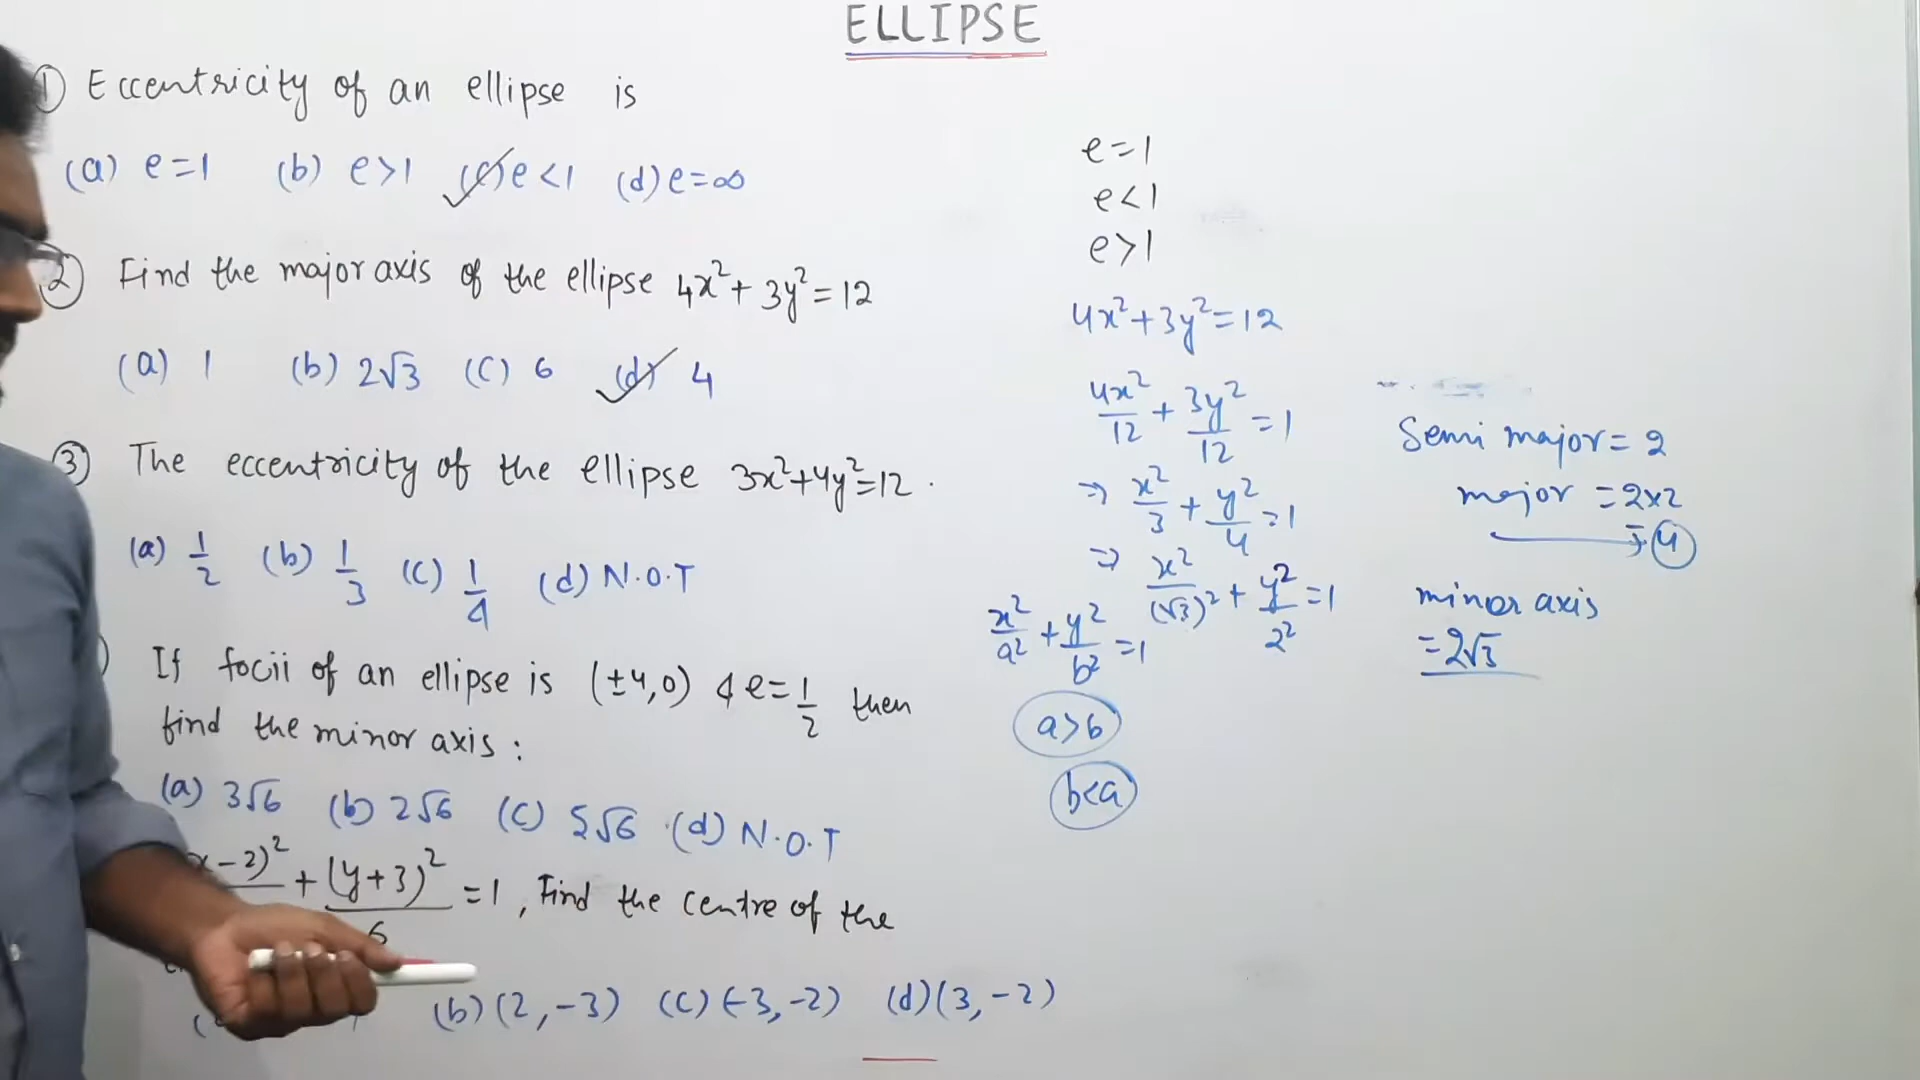 ELLIPSE
① Eccentricity of an ellipse is
(a) e=1 (b) e>1 (c) e<1 (d) e=∞
② Find the major axis of the ellipse 4x²+3y²=12
(a) 1 (b) 2√3 (c) 6 (d) 4
③ The eccentricity of the ellipse 3x²+4y²=12.
(a) 1/2 (b) 1/3 (c) 1/4 (d) N.O.T
If focii of an ellipse is (±4,0) & e=1/2 then
find the minor axis:
(a) 3√6 (b) 2√6 (c) 5√6 (d) N.O.T
x-2)² + (y+3)²/6 =1, Find the centre of the
(b) (2,-3) (c) (-3,-2) (d) (3,-2)
e=1
e<1
e>1
4x²+3y²=12
4x²/12 + 3y²/12 = 1
⇒ x²/3 + y²/4 = 1
⇒ x²/(√3)² + y²/2² = 1
x²/a² + y²/b² = 1
a>b
b<a
Semi major = 2
major = 2×2
= 4
minor axis
= 2√3